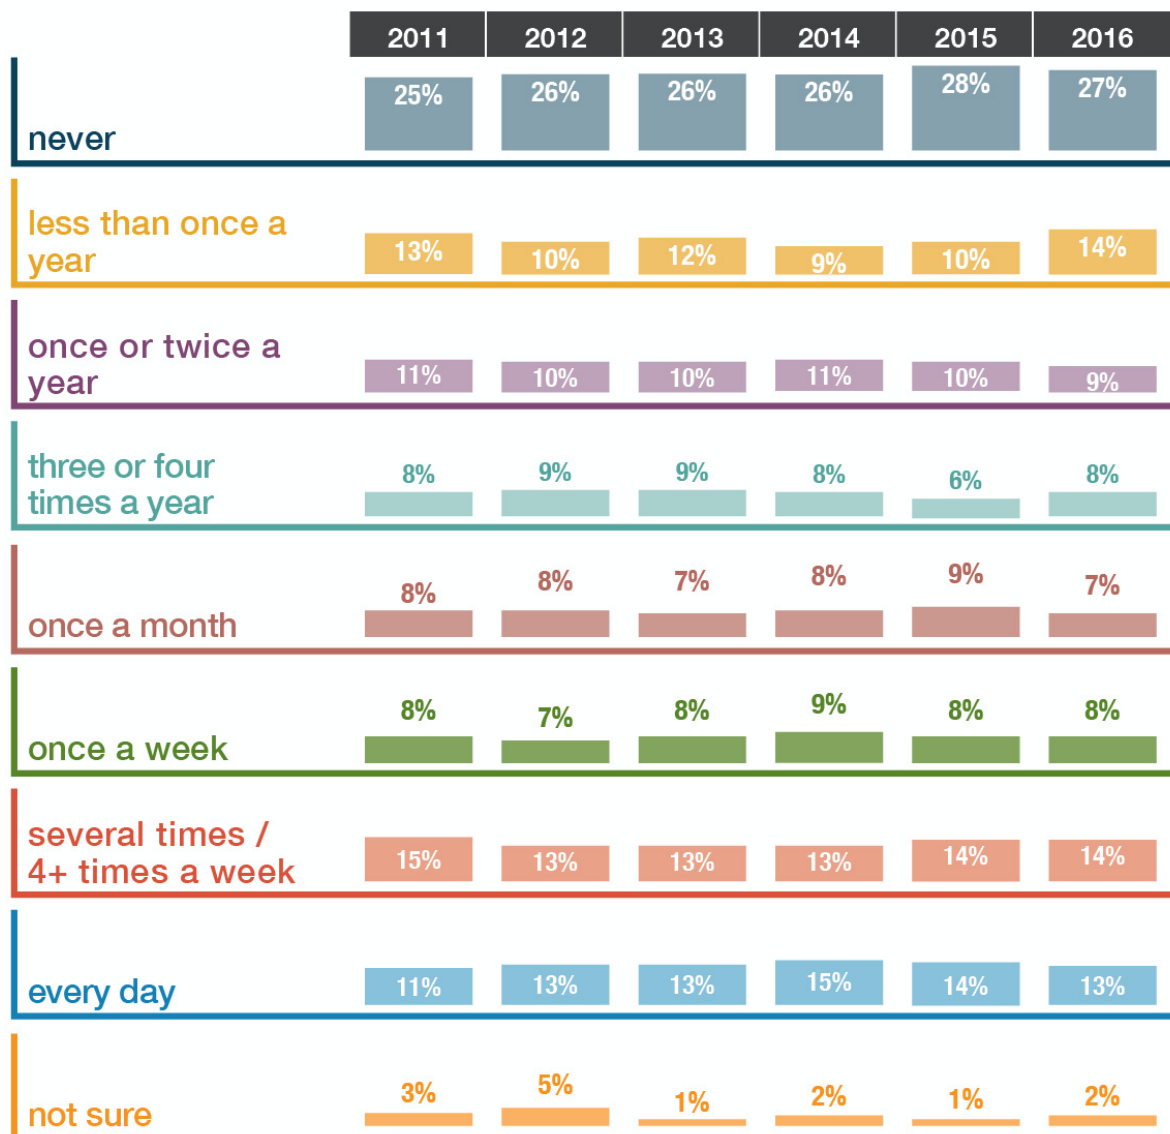 2011 2012 2013 2014 2015 2016
25% 26% 26% 26% 28% 27%
never
less than once a
year
13% 10% 12% 9% 10% 14%
once or twice a
year
11% 10% 10% 11% 10% 9%
three or four
times a year
8% 9% 9% 8% 6% 8%
8% 8% 7% 8% 9% 7%
once a month
8% 7% 8% 9% 8% 8%
once a week
several times /
4+ times a week
15% 13% 13% 13% 14% 14%
every day
11% 13% 13% 15% 14% 13%
3% 5% 1% 2% 1% 2%
not sure